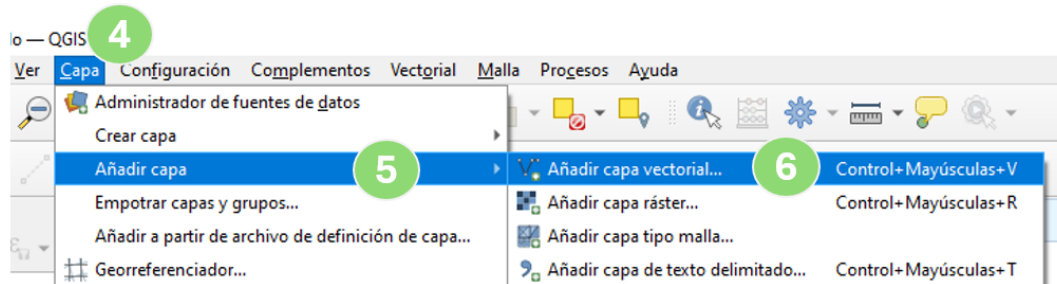 do — QGIS 4
Ver Capa Configuración Complementos Vectorial Malla Procesos Ayuda
Administrador de fuentes de datos
Crear capa
Añadir capa 5
Añadir capa vectorial... 6 Control+Mayúsculas+V
Empotrar capas y grupos...
Añadir capa ráster... Control+Mayúsculas+R
Añadir a partir de archivo de definición de capa...
Añadir capa tipo malla...
Georreferenciador...
Añadir capa de texto delimitado... Control+Mayúsculas+T